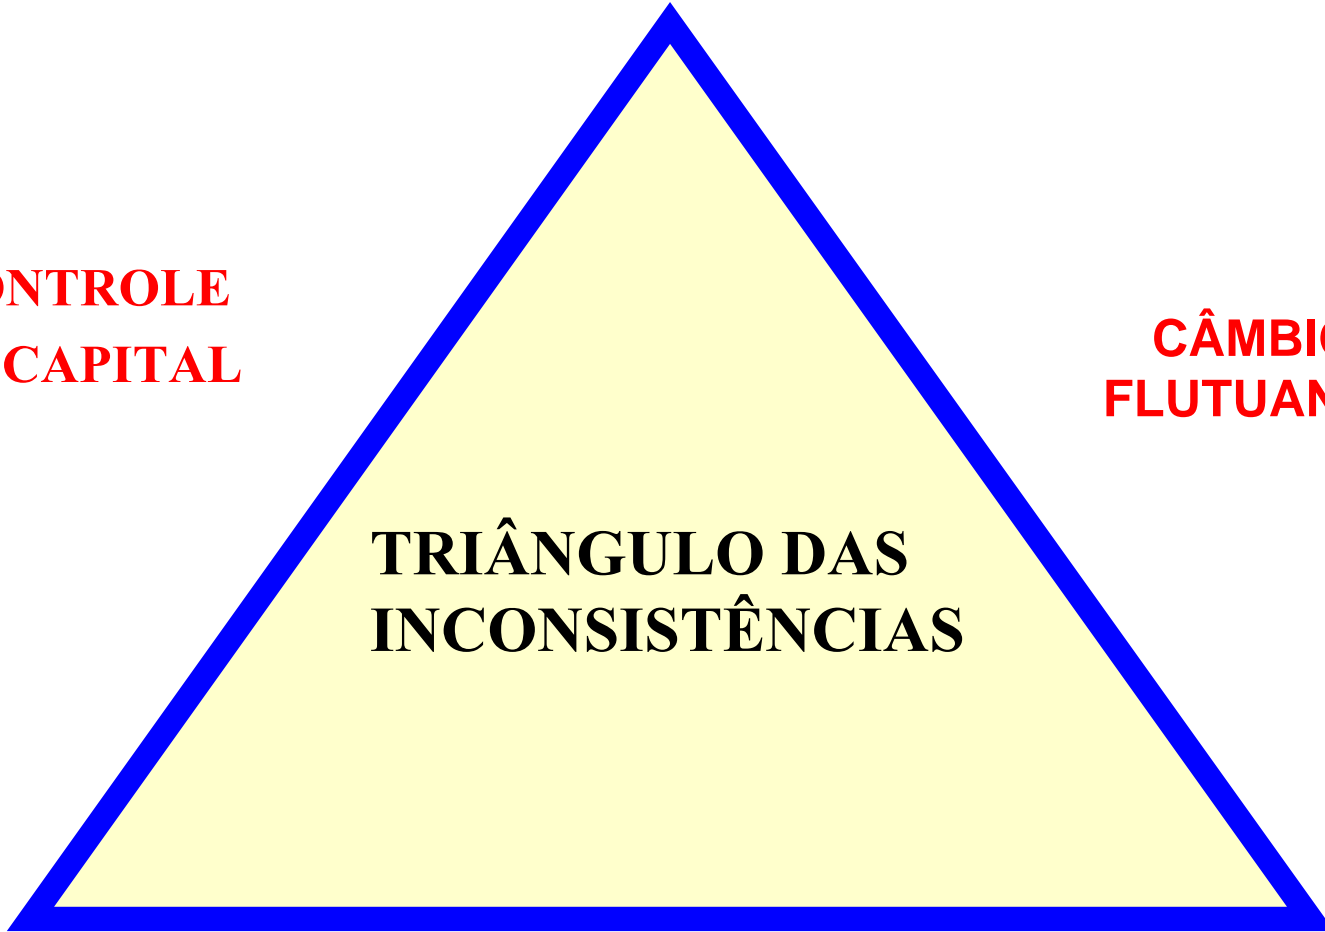 ONTROLE
CAPITAL
CÂMBIO
FLUTUAN
TRIÂNGULO DAS
INCONSISTÊNCIAS